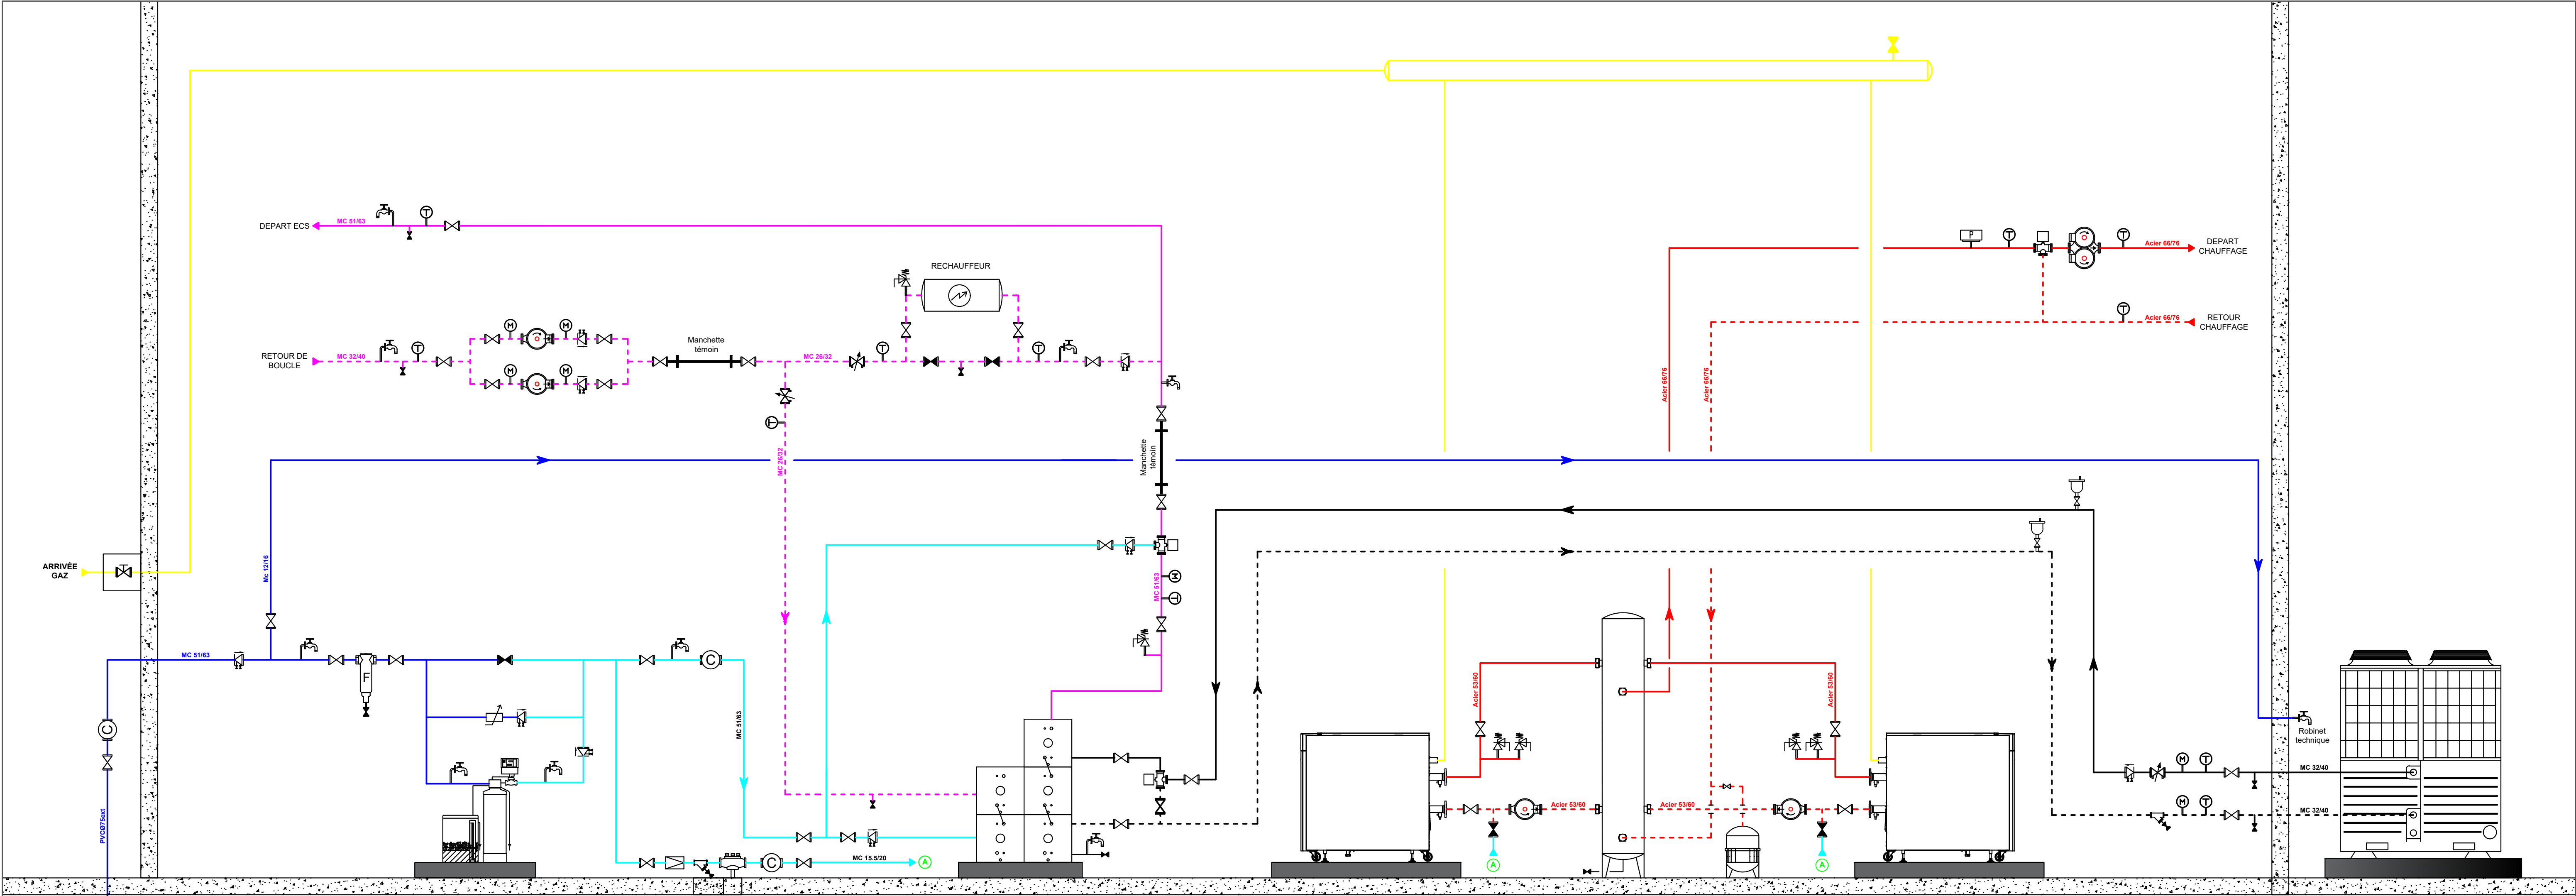 DEPART ECS
MC 51/63
T
RECHAUFFEUR
P
T
T
Acier 66/76
DEPART
CHAUFFAGE
T
Acier 66/76
RETOUR
CHAUFFAGE
RETOUR DE
BOUCLE
MC 32/40
T
M
M
M
M
Manchette
témoin
MC 26/32
T
T
Acier 66/76
Acier 66/76
T
MC 26/32
Manchette
témoin
ARRIVÉE
GAZ
Mc 12/16
M
T
MC 51/63
MC 51/63
F
C
C
MC 51/63
Acier 53/60
Acier 53/60
C
PVCØ75ext
Robinet
technique
M
T
MC 32/40
M
T
MC 32/40
Acier 53/60
Acier 53/60
C
MC 15.5/20
A
A
A